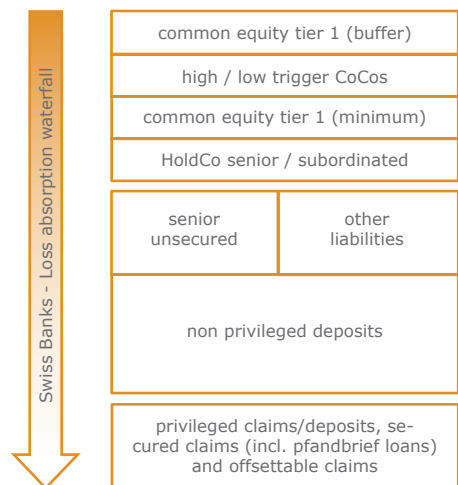 Swiss Banks - Loss absorption waterfall
common equity tier 1 (buffer)
high / low trigger CoCos
common equity tier 1 (minimum)
HoldCo senior / subordinated
senior
unsecured
other
liabilities
non privileged deposits
privileged claims/deposits, se-
cured claims (incl. pfandbrief loans)
and offsettable claims